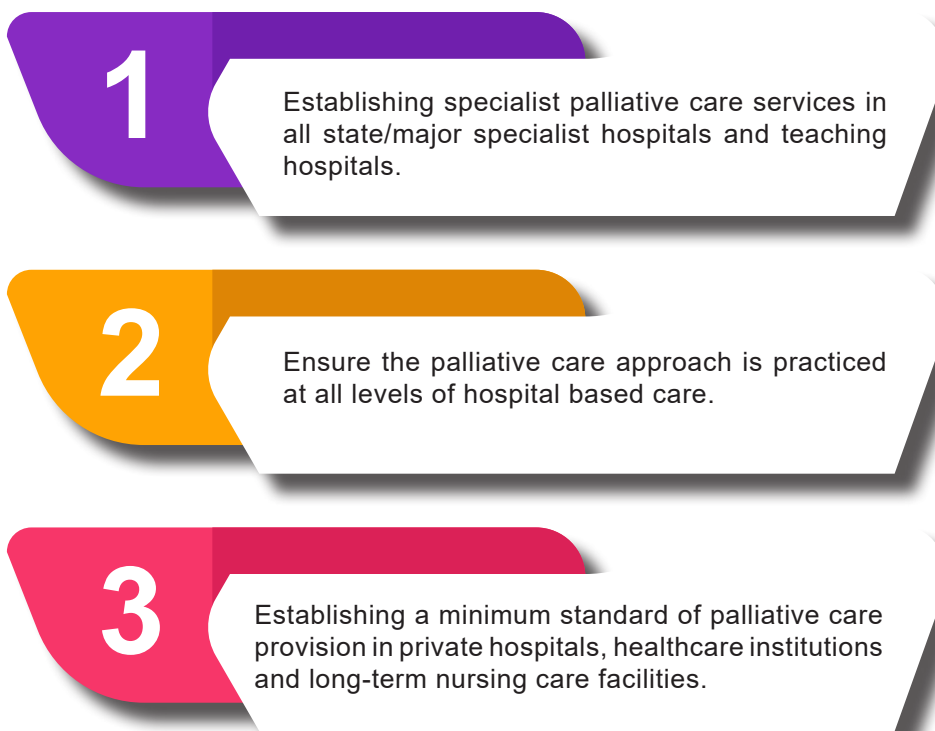 1
Establishing specialist palliative care services in
all state/major specialist hospitals and teaching
hospitals.
2
Ensure the palliative care approach is practiced
at all levels of hospital based care.
3
Establishing a minimum standard of palliative care
provision in private hospitals, healthcare institutions
and long-term nursing care facilities.